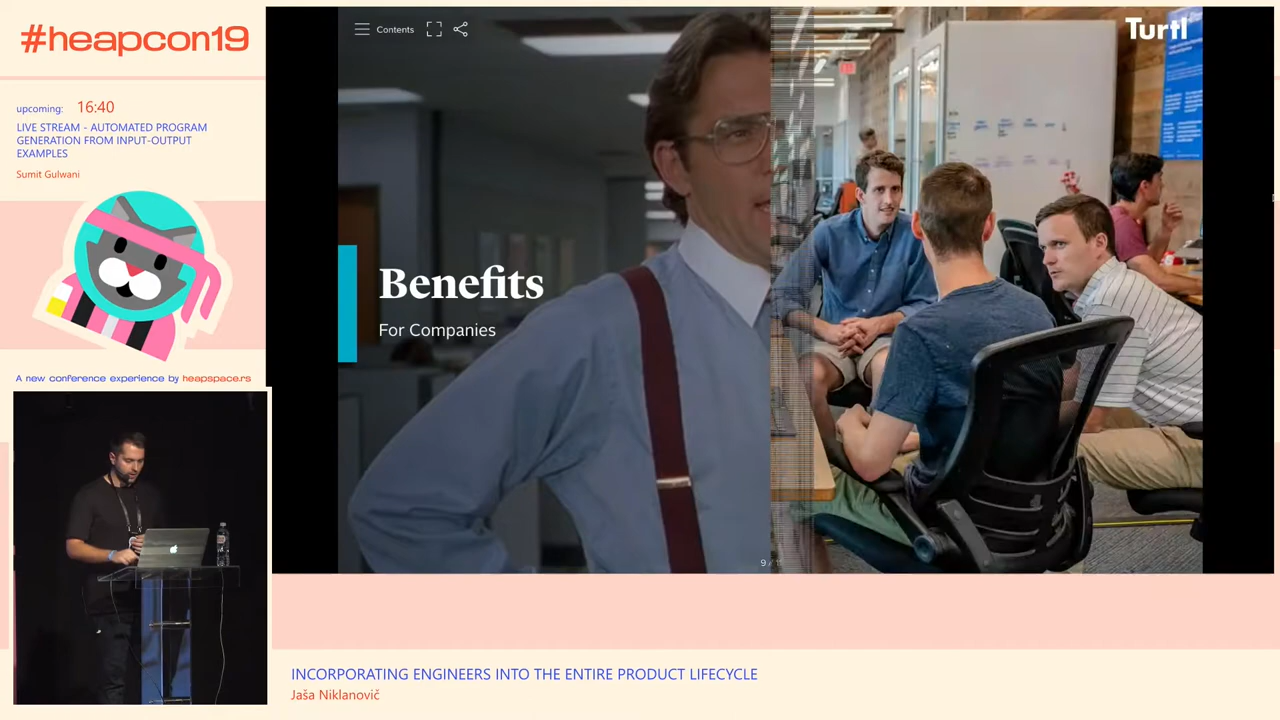 #heapcon19
upcoming: 16:40
LIVE STREAM - AUTOMATED PROGRAM
GENERATION FROM INPUT-OUTPUT
EXAMPLES
Sumit Gulwani
A new conference experience by heapspace.rs
Contents
Turtl
Benefits
For Companies
9 /
INCORPORATING ENGINEERS INTO THE ENTIRE PRODUCT LIFECYCLE
Jaša Niklanovič